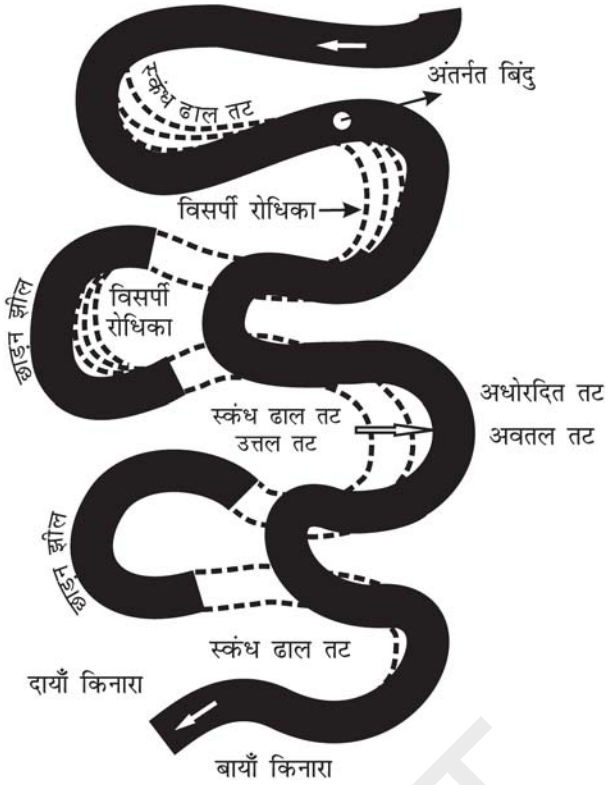 स्कंध ढाल तट
अंतर्नत बिंदु
विसर्पी रोधिका
छाड़न झील
विसर्पी
रोधिका
स्कंध ढाल तट
उत्तल तट
अधोरदित तट
अवतल तट
छाड़न झील
स्कंध ढाल तट
दायाँ किनारा
बायाँ किनारा